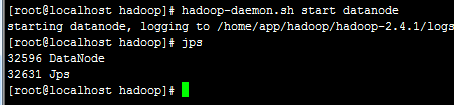 [root@localhost hadoop]# hadoop-daemon.sh start datanode
starting datanode, logging to /home/app/hadoop/hadoop-2.4.1/logs
[root@localhost hadoop]# jps
32596 DataNode
32631 Jps
[root@localhost hadoop]#